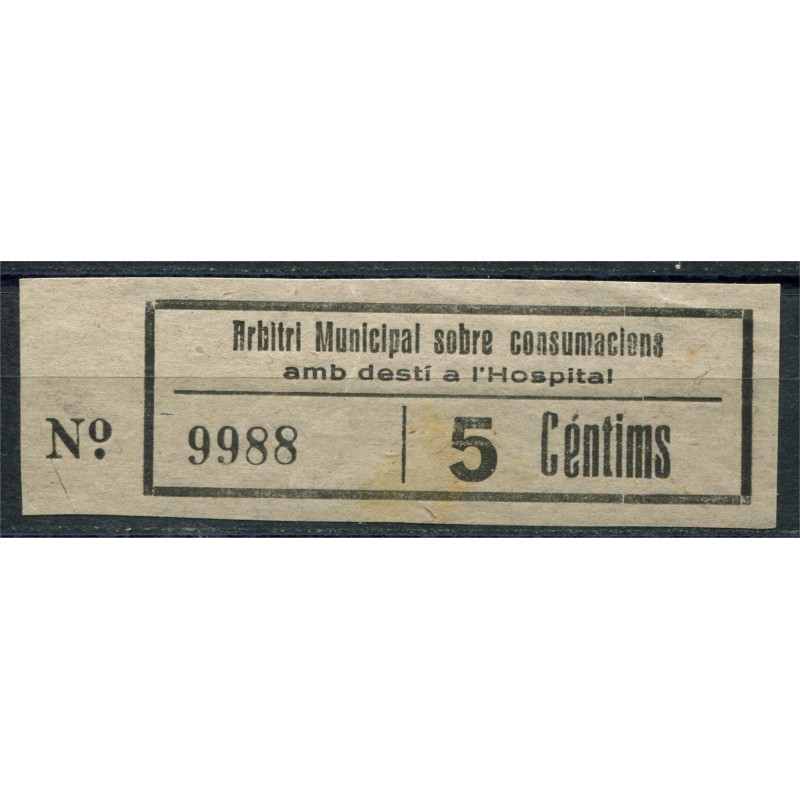 Arbitri Municipal sobre consumacions
amb destí a l'Hospital
Nº 9988 5 Céntims